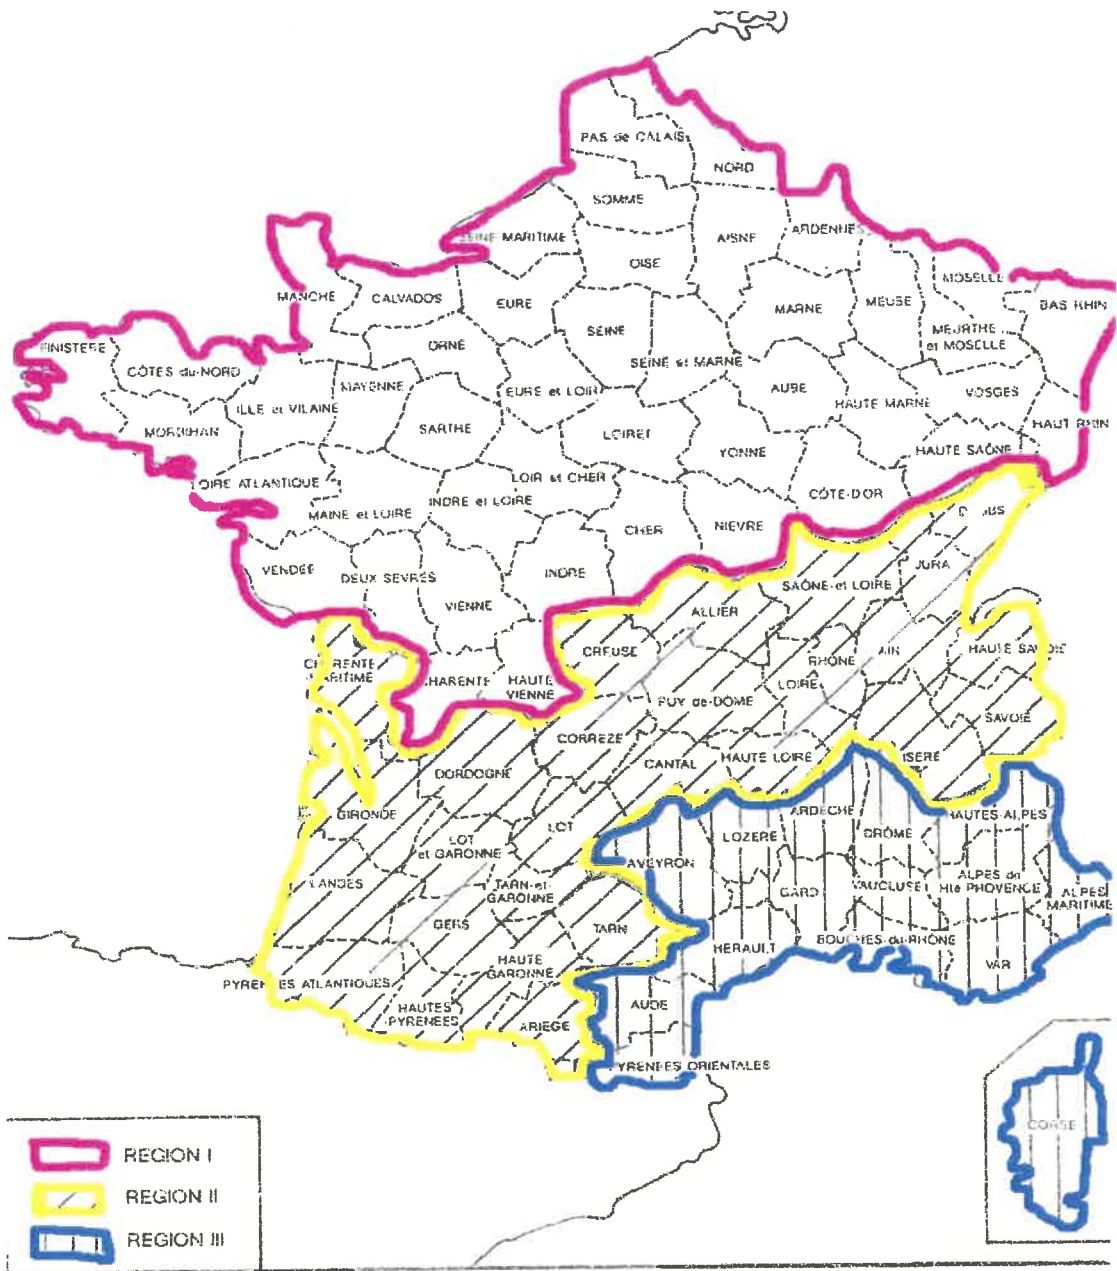 PAS de CALAIS
NORD
SOMME
SEINE MARITIME
AISNE
ARDENNES
OISE
MOSELLE
MANCHE
CALVADOS
EURE
MARNE
MEUSE
BAS RHIN
SEINE
MEURTHE
et MOSELLE
FINISTERE
ORNE
CÔTES du-NORD
SEINE et MARNE
MAYENNE
EURE et LOIR
AUBE
HAUTE MARNE
VOSGES
ILLE et VILAINE
MORBIHAN
SARTHE
LOIRET
HAUT RHIN
YONNE
HAUTE SAÔNE
OIRE ATLANTIQUE
LOIR et CHER
MAINE et LOIRE
INDRE et LOIRE
CÔTE-D'OR
CHER
NIEVRE
VENDEE
DEUX SEVRES
INDRE
JURA
SAÔNE-et LOIRE
VIENNE
ALLIER
CREUSE
RHÔNE
AIN
HAUTE SAVOIE
CHARENTE
MARITIME
CHARENTE
HAUTE
VIENNE
LOIRE
PUY de-DOME
SAVOIE
CORREZE
CANTAL
HAUTE LOIRE
ISERE
DORDOGNE
GIRONDE
LOT
ARDECHE
HAUTES-ALPES
LOZERE
DRÔME
LOT
et-GARONNE
AVEYRON
LANDES
TARN-et-
GARONNE
GARD
VAUCLUSE
ALPES de
Hte PROVENCE
ALPES
MARITIME
GERS
TARN
HERAULT
BOUCHES-du-RHÔNE
HAUTE
GARONNE
VAR
PYRENEES ATLANTIQUES
HAUTES
PYRENEES
ARIEGE
AUDE
PYRENEES ORIENTALES
CORSE
REGION I
REGION II
REGION III